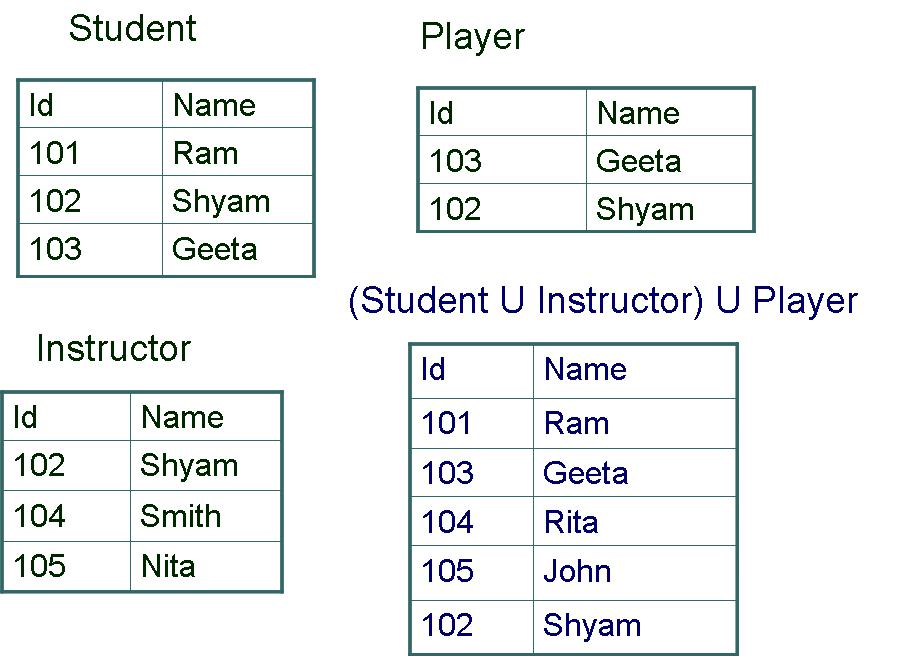 Student
Id Name
101 Ram
102 Shyam
103 Geeta
Player
Id Name
103 Geeta
102 Shyam
Instructor
Id Name
102 Shyam
104 Smith
105 Nita
(Student U Instructor) U Player
Id Name
101 Ram
103 Geeta
104 Rita
105 John
102 Shyam